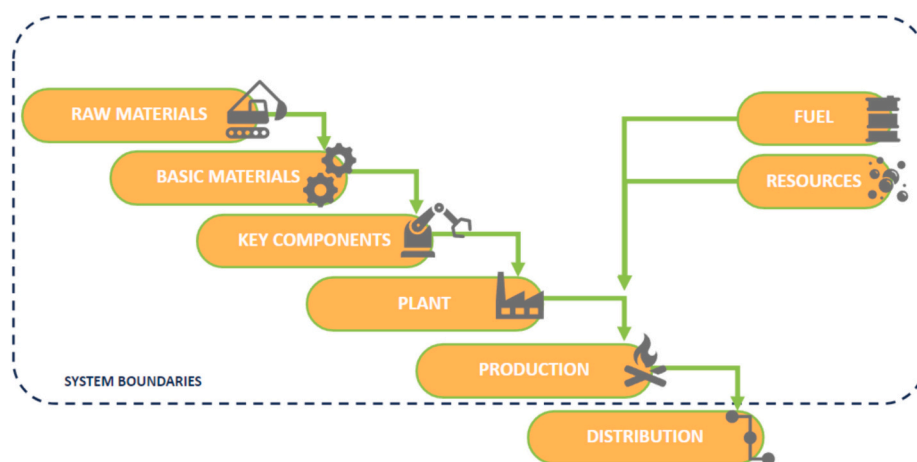 RAW MATERIALS
FUEL
BASIC MATERIALS
RESOURCES
KEY COMPONENTS
PLANT
PRODUCTION
SYSTEM BOUNDARIES
DISTRIBUTION